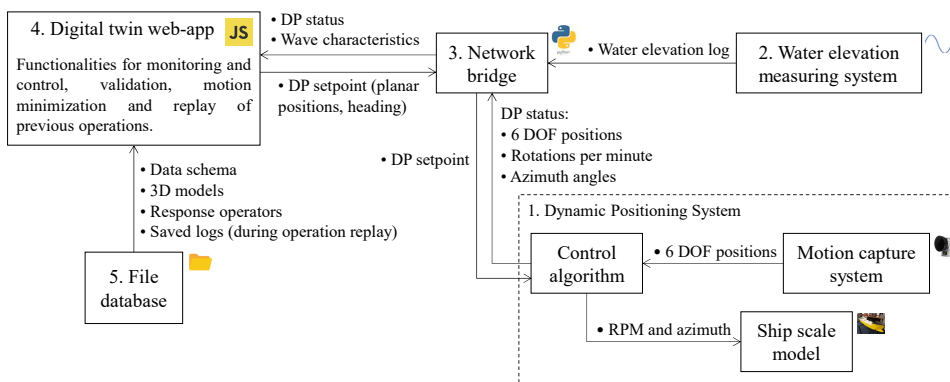 4. Digital twin web-app
JS
Functionalities for monitoring and
control, validation, motion
minimization and replay of
previous operations.
• DP status
• Wave characteristics
• DP setpoint (planar
positions, heading)
3. Network
bridge
python
• Water elevation log
2. Water elevation
measuring system
• DP setpoint
DP status:
• 6 DOF positions
• Rotations per minute
• Azimuth angles
• Data schema
• 3D models
• Response operators
• Saved logs (during operation replay)
5. File
database
1. Dynamic Positioning System
Control
algorithm
• 6 DOF positions
Motion capture
system
• RPM and azimuth
Ship scale
model